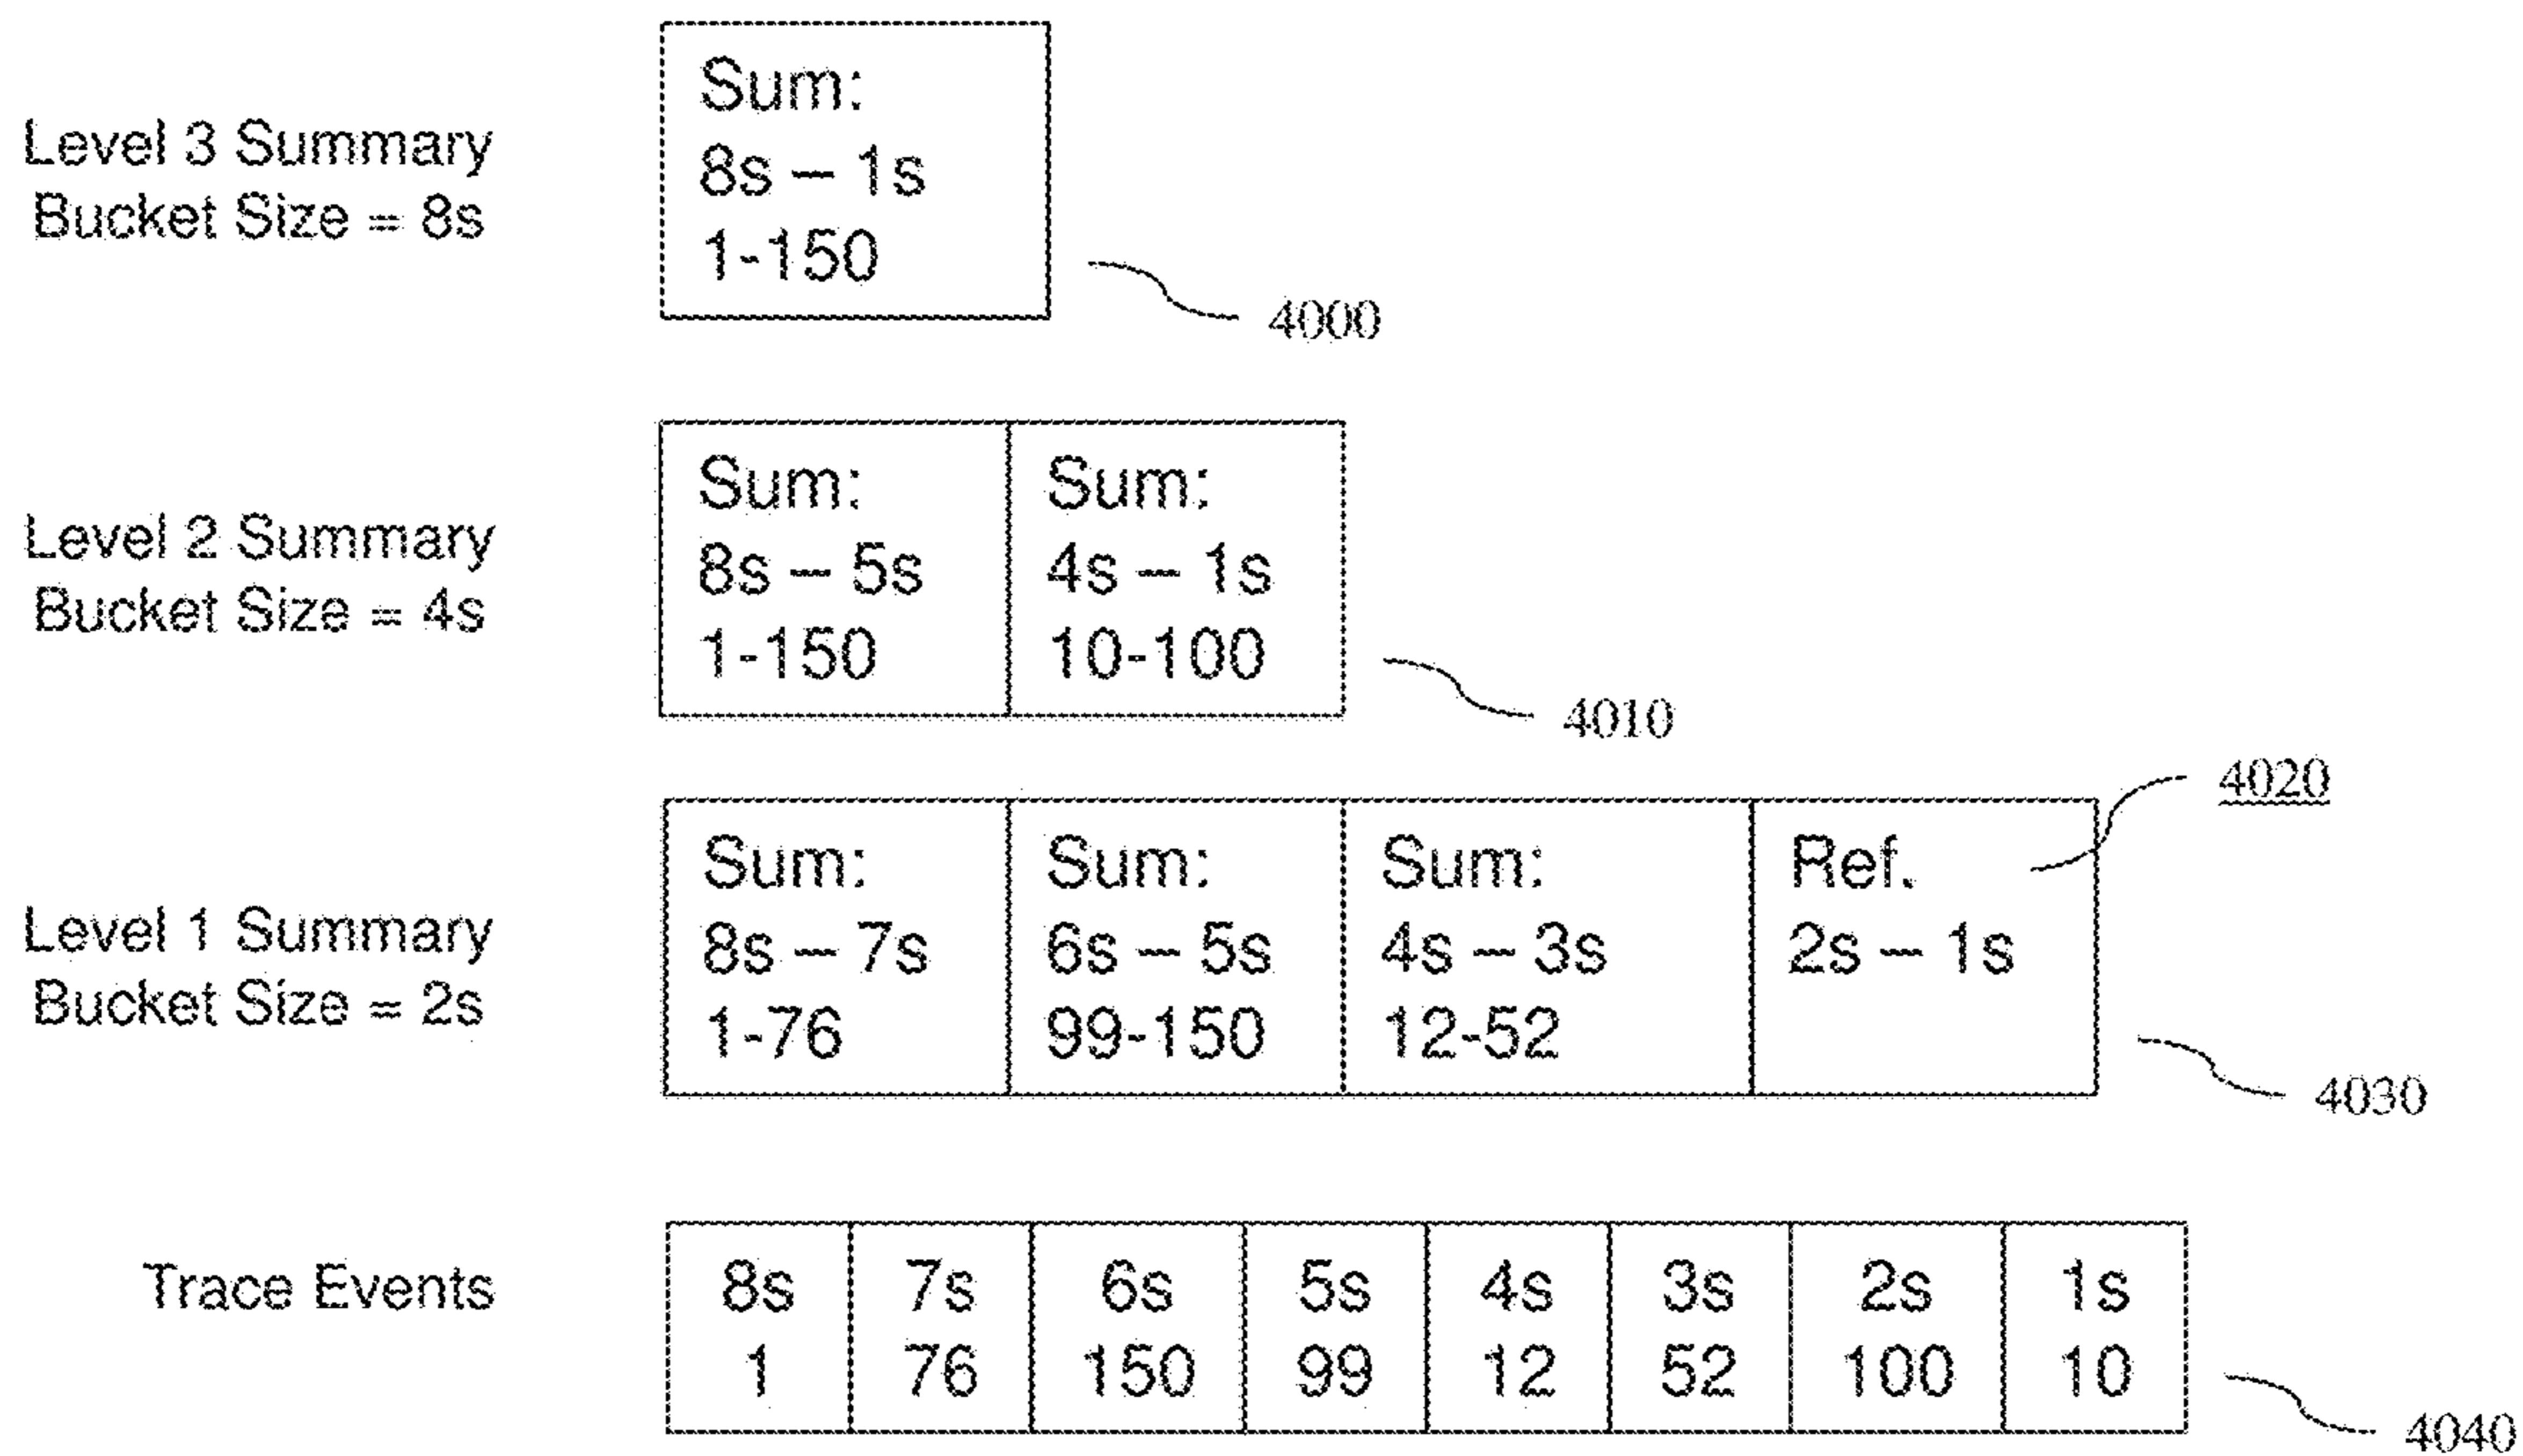 Level 3 Summary
Bucket Size = 8s
Sum:
8s – 1s
1-150
4000
Level 2 Summary
Bucket Size = 4s
Sum:
8s – 5s
1-150
Sum:
4s – 1s
10-100
4010
Level 1 Summary
Bucket Size = 2s
Sum:
8s – 7s
1-76
Sum:
6s – 5s
99-150
Sum:
4s – 3s
12-52
Ref.
2s – 1s
4020
4030
Trace Events
8s
1
7s
76
6s
150
5s
99
4s
12
3s
52
2s
100
1s
10
4040